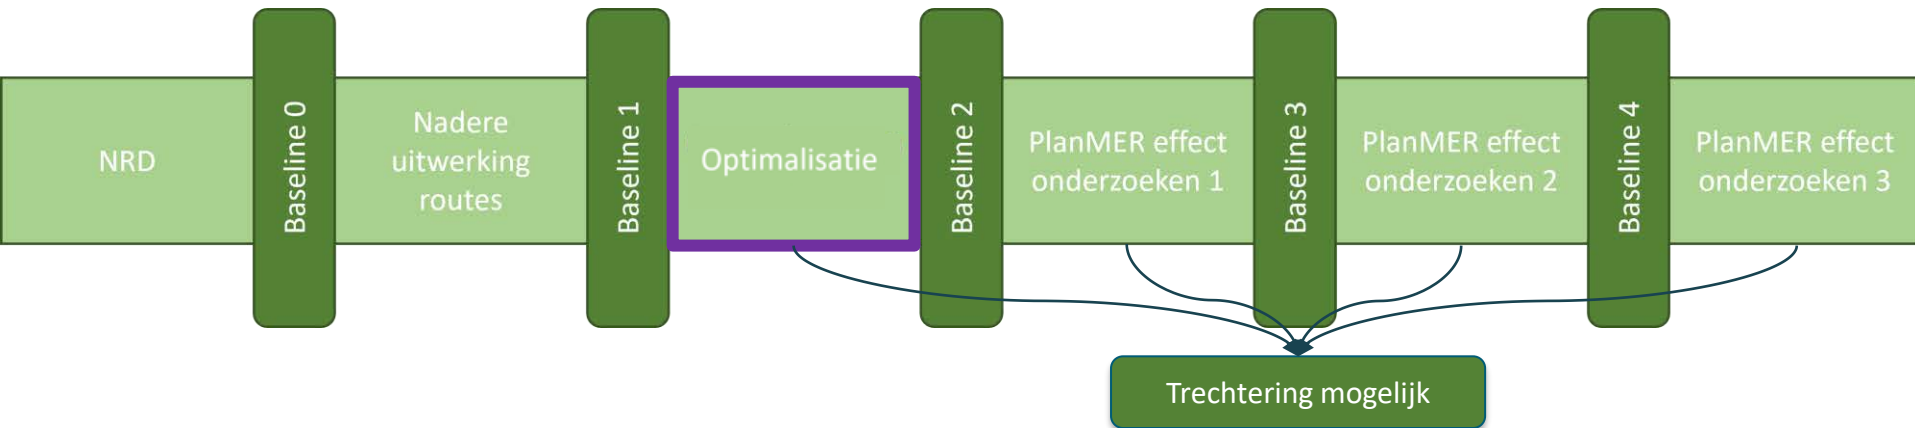 NRD
Baseline 0
Nadere
uitwerking
routes
Baseline 1
Optimalisatie
Baseline 2
PlanMER effect
onderzoeken 1
Baseline 3
PlanMER effect
onderzoeken 2
Baseline 4
PlanMER effect
onderzoeken 3
Trechtering mogelijk